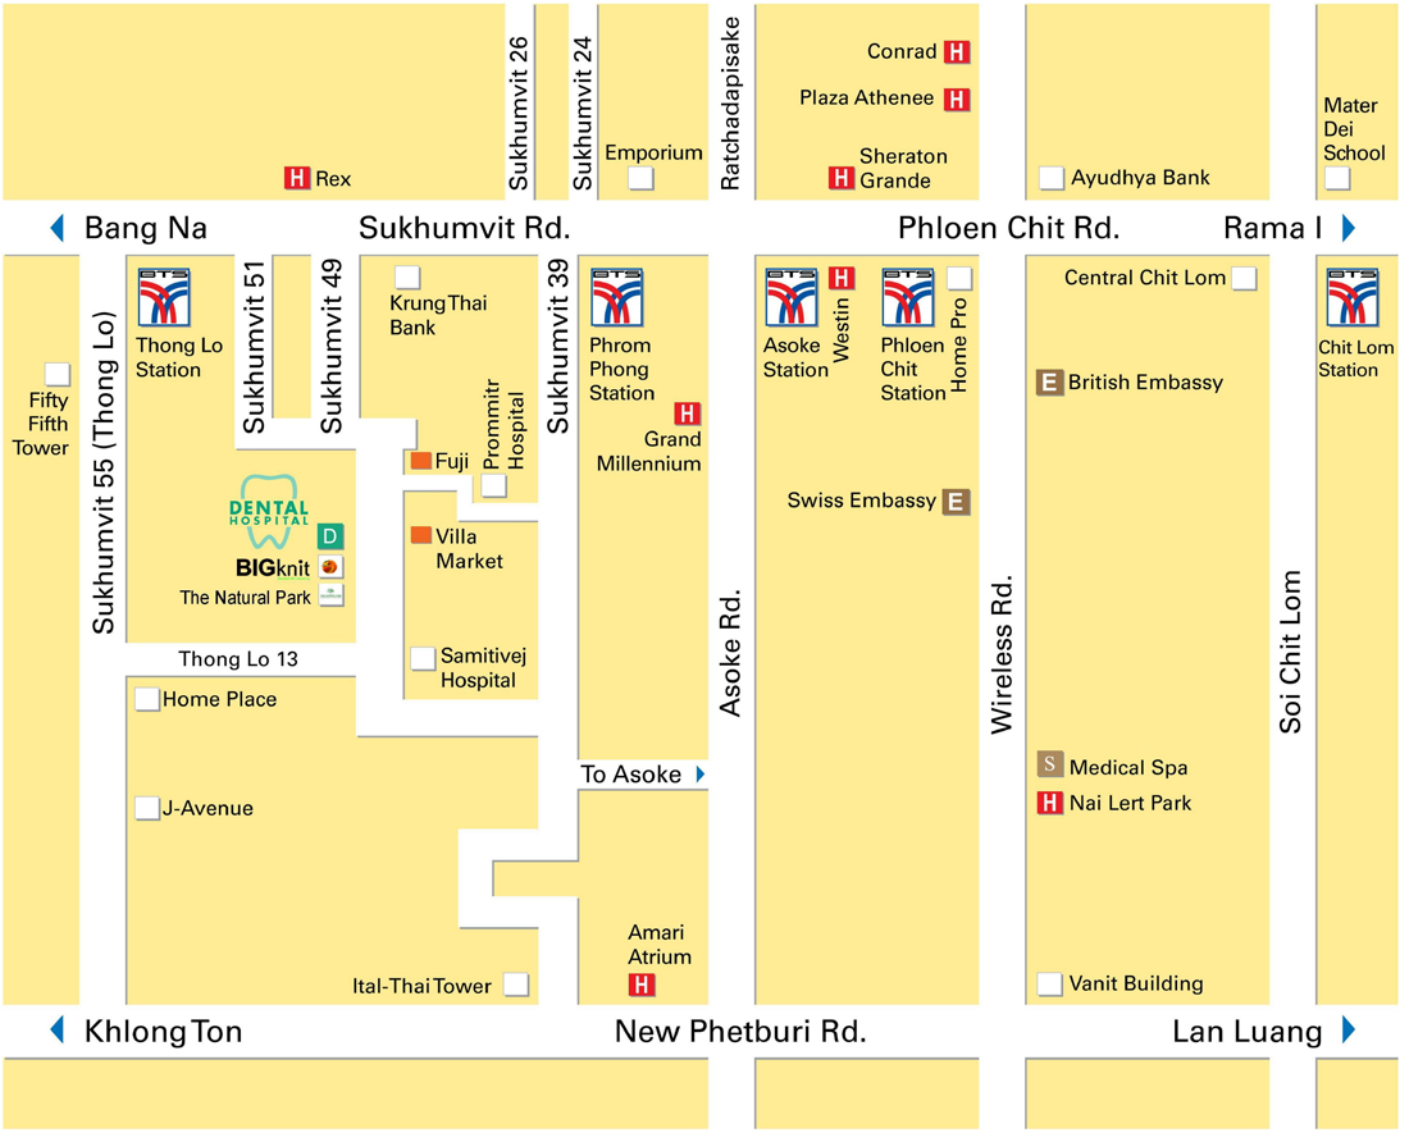 Sukhumvit 26
Sukhumvit 24
Ratchadapisake
Conrad H
Plaza Athenee H
Sheraton
H Grande
Emporium
H Rex
Ayudhya Bank
Mater
Dei
School
Bang Na
Sukhumvit Rd.
Phloen Chit Rd.
Rama I
Fifty
Fifth
Tower
Sukhumvit 55 (Thong Lo)
BTS
Thong Lo
Station
Sukhumvit 51
Sukhumvit 49
Krung Thai
Bank
Fuji
Prommitr
Hospital
Sukhumvit 39
BTS
Phrom
Phong
Station
H
Grand
Millennium
BTS
Asoke
Station
H
Westin
BTS
Phloen
Chit
Station
Home Pro
Central Chit Lom
E British Embassy
BTS
Chit Lom
Station
Swiss Embassy E
DENTAL
HOSPITAL
D
BIGknit
The Natural Park
Villa
Market
Samitivej
Hospital
Thong Lo 13
Home Place
J-Avenue
To Asoke
Asoke Rd.
Wireless Rd.
Soi Chit Lom
S Medical Spa
H Nai Lert Park
Amari
Atrium
H
Ital-Thai Tower
Vanit Building
Khlong Ton
New Phetburi Rd.
Lan Luang